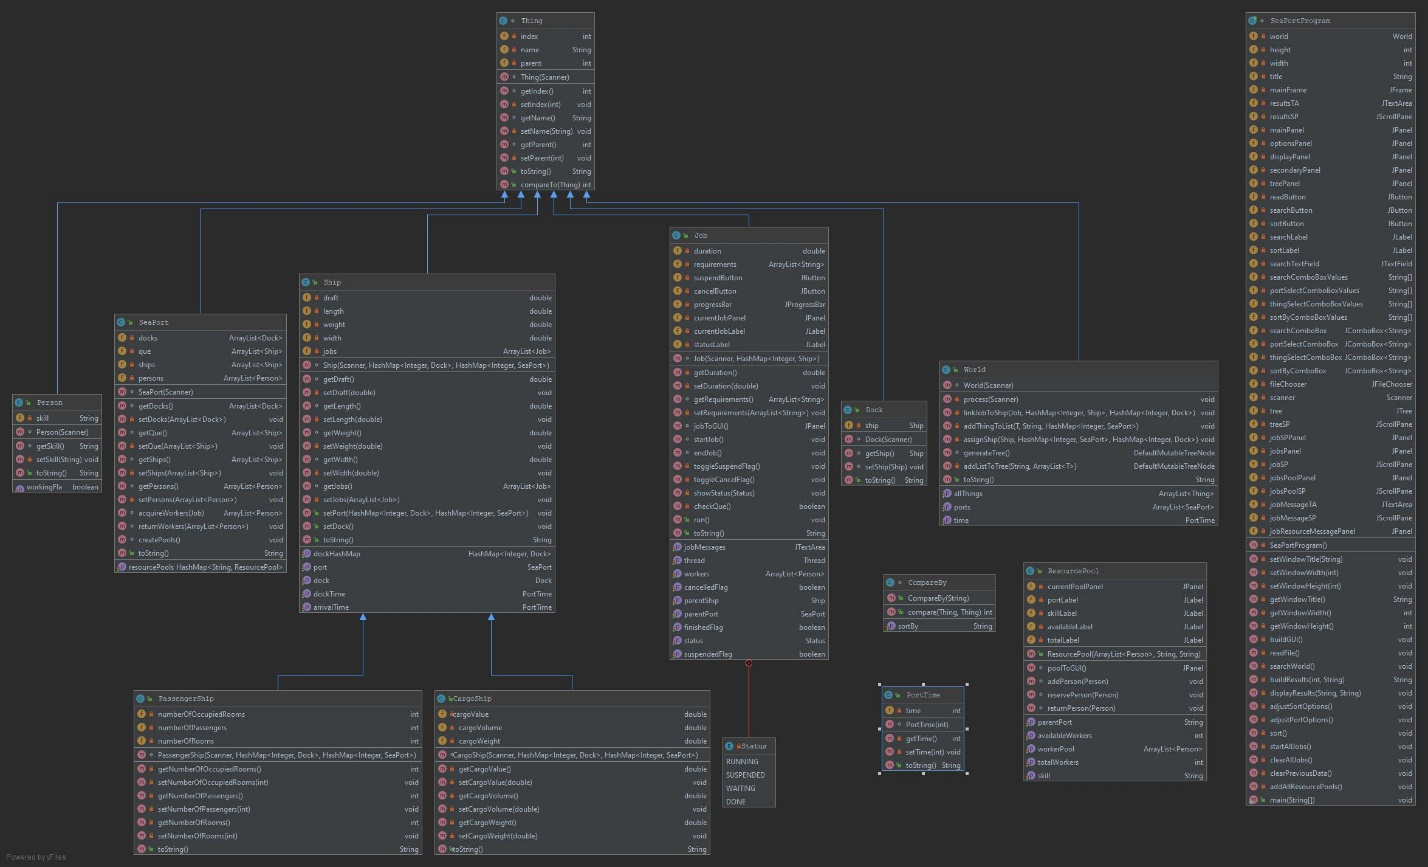 Thing
index int
name String
parent int
Thing(Scanner)
getIndex() int
setIndex(int) void
getName() String
setName(String) void
getParent() int
setParent(int) void
toString() String
compareTo(Thing) int
Person
skill String
Person(Scanner)
getSkill() String
setSkill(String) void
toString() String
workingFla boolean
SeaPort
docks ArrayList<Dock>
que ArrayList<Ship>
ships ArrayList<Ship>
persons ArrayList<Person>
SeaPort(Scanner)
getDocks() ArrayList<Dock>
setDocks(ArrayList<Dock>) void
getQue() ArrayList<Ship>
setQue(ArrayList<Ship>) void
getShips() ArrayList<Ship>
setShips(ArrayList<Ship>) void
getPersons() ArrayList<Person>
setPersons(ArrayList<Person>) void
acquireWorkers(Job) ArrayList<Person>
returnWorkers(ArrayList<Person>) void
createPools() void
toString() String
resourcePools HashMap<String, ResourcePool>
Ship
draft double
length double
weight double
width double
jobs ArrayList<Job>
Ship(Scanner, HashMap<Integer, Dock>, HashMap<Integer, SeaPort>)
getDraft() double
setDraft(double) void
getLength() double
setLength(double) void
getWeight() double
setWeight(double) void
getWidth() double
setWidth(double) void
getJobs() ArrayList<Job>
setJobs(ArrayList<Job>) void
setPort(HashMap<Integer, Dock>, HashMap<Integer, SeaPort>) void
setDock() void
toString() String
dockHashMap HashMap<Integer, Dock>
port SeaPort
dock Dock
dockTime PortTime
arrivalTime PortTime
Job
duration double
requirements ArrayList<String>
suspendButton JButton
cancelButton JButton
progressBar JProgressBar
currentJobPanel JPanel
currentJobLabel JLabel
statusLabel JLabel
Job(Scanner, HashMap<Integer, Ship>)
getDuration() double
setDuration(double) void
getRequirements() ArrayList<String>
setRequirements(ArrayList<String>) void
jobToGUI() JPanel
startJob() void
endJob() void
toggleSuspendFlag() void
toggleCancelFlag() void
showStatus(Status) void
checkQue() boolean
run() void
toString() String
jobMessages JTextArea
thread Thread
workers ArrayList<Person>
cancelledFlag boolean
parentShip Ship
parentPort SeaPort
finishedFlag boolean
status Status
suspendedFlag boolean
Dock
ship Ship
Dock(Scanner)
getShip() Ship
setShip(Ship) void
toString() String
World
World(Scanner)
process(Scanner) void
linkJobToShip(Job, HashMap<Integer, Ship>, HashMap<Integer, Dock>) void
addThingToList(T, String, HashMap<Integer, SeaPort>) void
assignShip(Ship, HashMap<Integer, SeaPort>, HashMap<Integer, Dock>) void
generateTree() DefaultMutableTreeNode
addListToTree(String, ArrayList<T>) DefaultMutableTreeNode
toString() String
allThings ArrayList<Thing>
ports ArrayList<SeaPort>
time PortTime
CompareBy
CompareBy(String)
compare(Thing, Thing) int
sortBy String
PortTime
time int
PortTime(int)
getTime() int
setTime(int) void
toString() String
ResourcePool
currentPoolPanel JPanel
portLabel JLabel
skillLabel JLabel
availableLabel JLabel
totalLabel JLabel
ResourcePool(ArrayList<Person>, String, String)
poolToGUI() JPanel
addPerson(Person) void
reservePerson(Person) void
returnPerson(Person) void
parentPort String
availableWorkers int
workerPool ArrayList<Person>
totalWorkers int
skill String
PassengerShip
numberOfOccupiedRooms int
numberOfPassengers int
numberOfRooms int
PassengerShip(Scanner, HashMap<Integer, Dock>, HashMap<Integer, SeaPort>)
getNumberOfOccupiedRooms() int
setNumberOfOccupiedRooms(int) void
getNumberOfPassengers() int
setNumberOfPassengers(int) void
getNumberOfRooms() int
setNumberOfRooms(int) void
toString() String
CargoShip
cargoValue double
cargoVolume double
cargoWeight double
CargoShip(Scanner, HashMap<Integer, Dock>, HashMap<Integer, SeaPort>)
getCargoValue() double
setCargoValue(double) void
getCargoVolume() double
setCargoVolume(double) void
getCargoWeight() double
setCargoWeight(double) void
toString() String
Status
RUNNING
SUSPENDED
WAITING
DONE
SeaPortProgram
world World
height int
width int
title String
mainFrame JFrame
resultsTA JTextArea
resultsSP JScrollPane
mainPanel JPanel
optionsPanel JPanel
displayPanel JPanel
secondaryPanel JPanel
treePanel JPanel
readButton JButton
searchButton JButton
sortButton JButton
searchLabel JLabel
sortLabel JLabel
searchTextField JTextField
searchComboBoxValues String[]
portSelectComboBoxValues String[]
thingSelectComboBoxValues String[]
sortByComboBoxValues String[]
searchComboBox JComboBox<String>
portSelectComboBox JComboBox<String>
thingSelectComboBox JComboBox<String>
sortByComboBox JComboBox<String>
fileChooser JFileChooser
scanner Scanner
tree JTree
treeSP JScrollPane
jobSPPanel JPanel
jobsPanel JPanel
jobSP JScrollPane
jobsPoolPanel JPanel
jobsPoolSP JScrollPane
jobMessageTA JTextArea
jobMessageSP JScrollPane
jobResourceMessagePanel JPanel
SeaPortProgram()
setWindowTitle(String) void
setWindowWidth(int) void
setWindowHeight(int) void
getWindowTitle() String
getWindowWidth() int
getWindowHeight() int
buildGUI() void
readFile() void
searchWorld() void
buildResults(int, String) String
displayResults(String, String) void
adjustSortOptions() void
adjustPortOptions() void
sort() void
startAllJobs() void
clearAllJobs() void
clearPreviousData() void
addAllResourcePools() void
main(String[]) void
Powered by yFiles